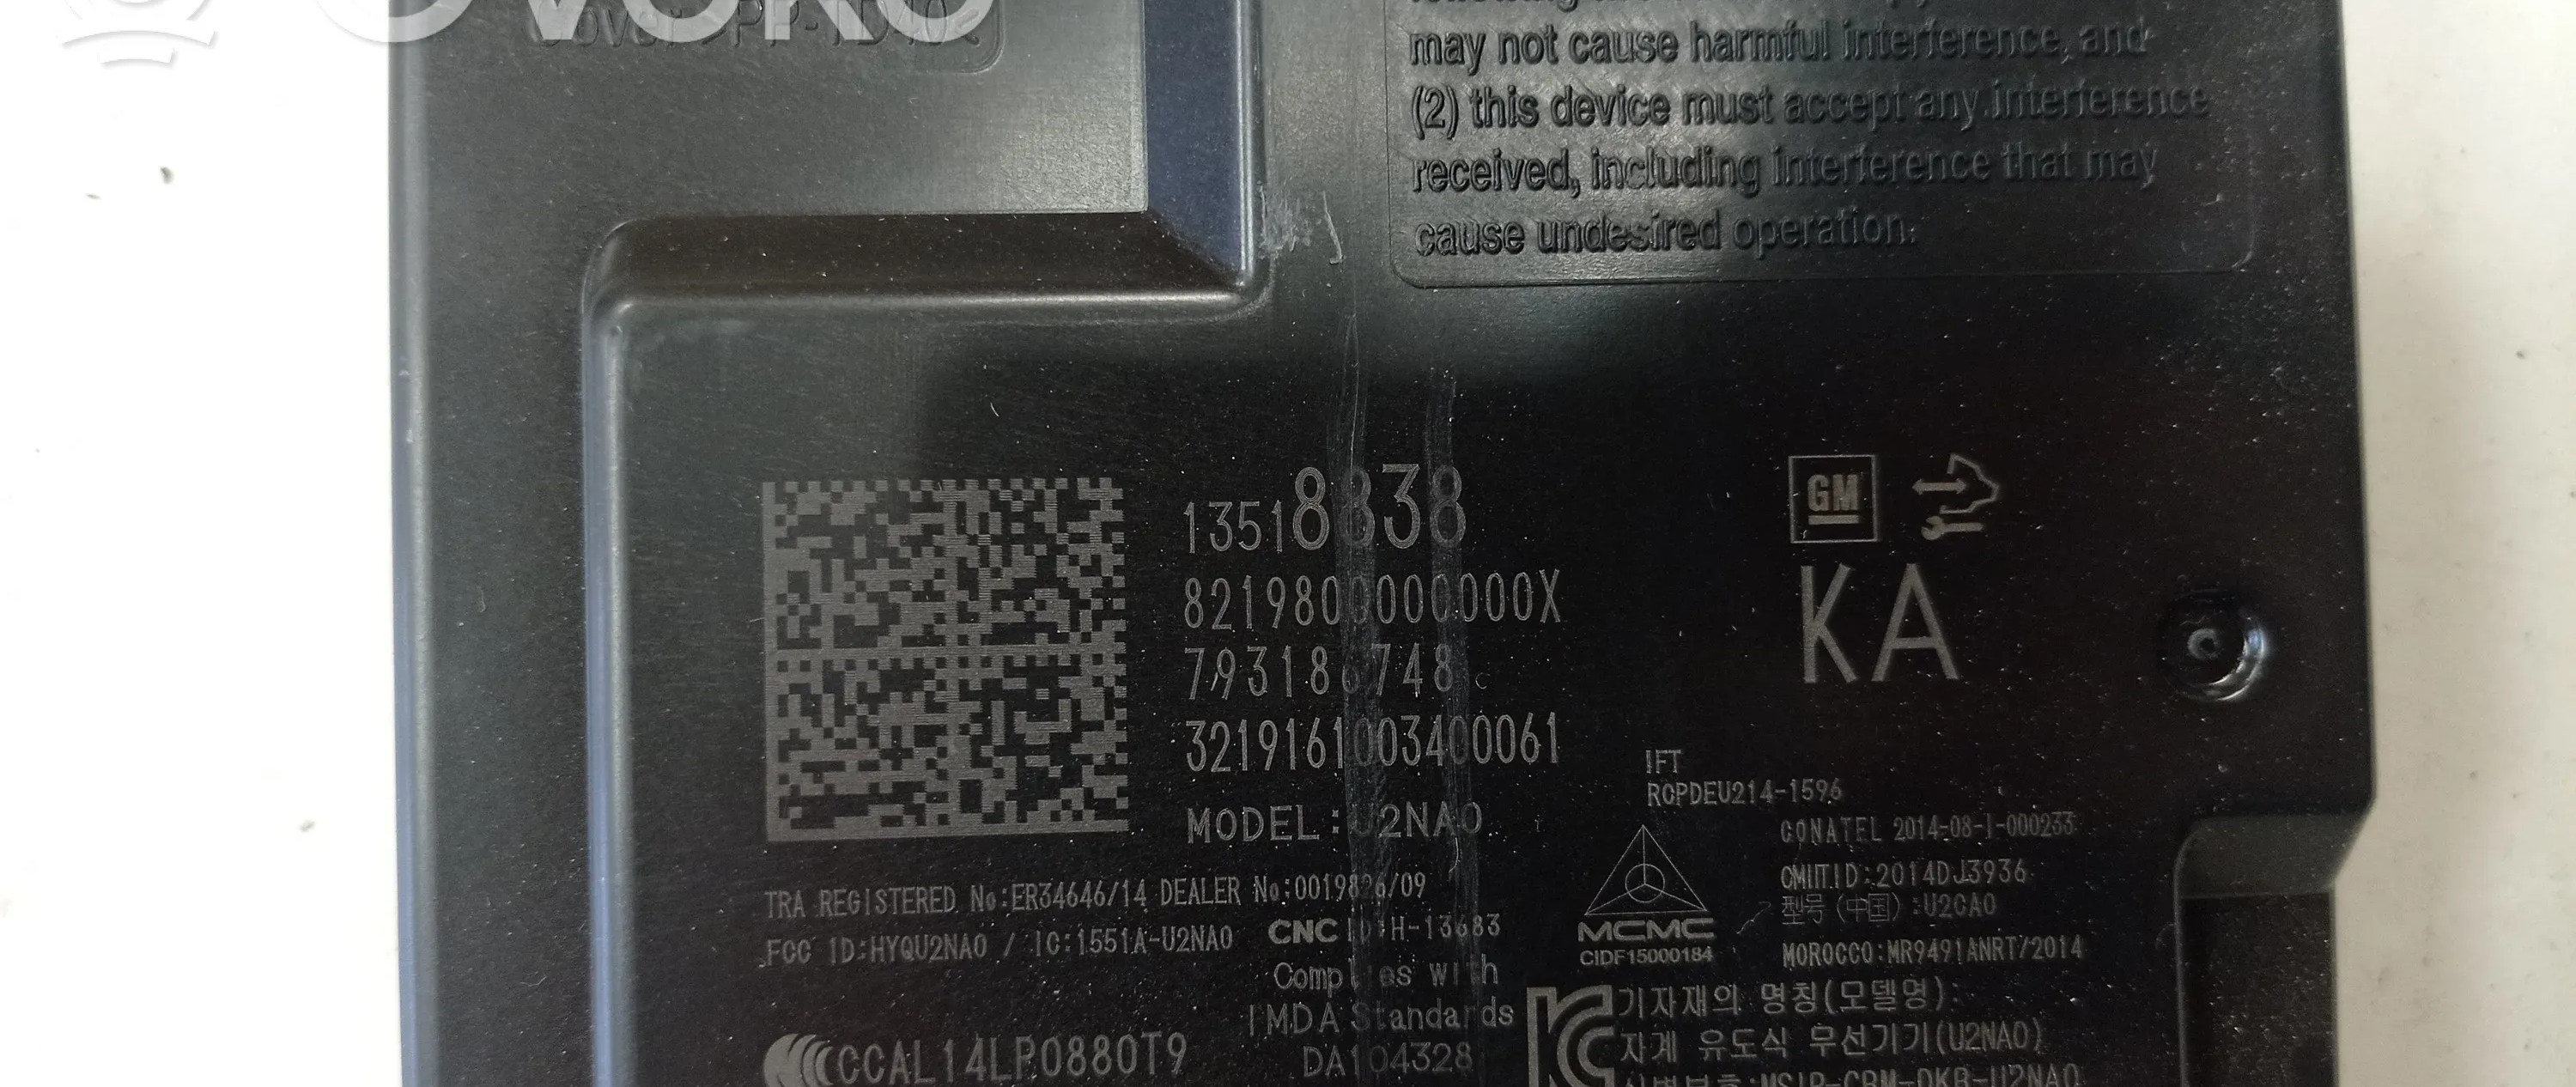 may not cause harmful interference, and
(2) this device must accept any interference
received, including interference that may
cause undesired operation.
13518838
GM
8219800000000X
KA
793186748
3219161003400061
MODEL: U2NA0
IFT
RCPDEU214-1596
CONATEL 2014-08-I-000233
CMIITID:2014DJ3936
型号(中国):U2CA0
MOROCCO:MR9491ANRT/2014
MCMC
CIDF15000184
TRA REGISTERED No:ER34646/14 DEALER No:0019826/09
FCC ID:HYQU2NA0 / IC:1551A-U2NA0
CNC ID:H-13683
Complies with
IMDA Standards
DA104328
CCAL14LP0880T9
기자재의 명칭(모델명):
자계 유도식 무선기기(U2NA0)